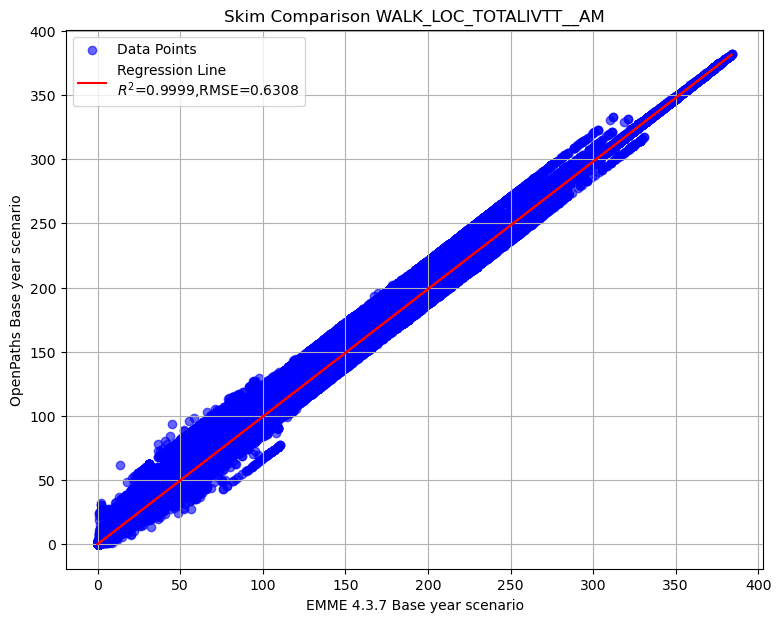 Skim Comparison WALK_LOC_TOTALIVTT__AM
Data Points
Regression Line
R²=0.9999,RMSE=0.6308
400
350
300
250
200
150
100
50
0
OpenPaths Base year scenario
0 50 100 150 200 250 300 350 400
EMME 4.3.7 Base year scenario